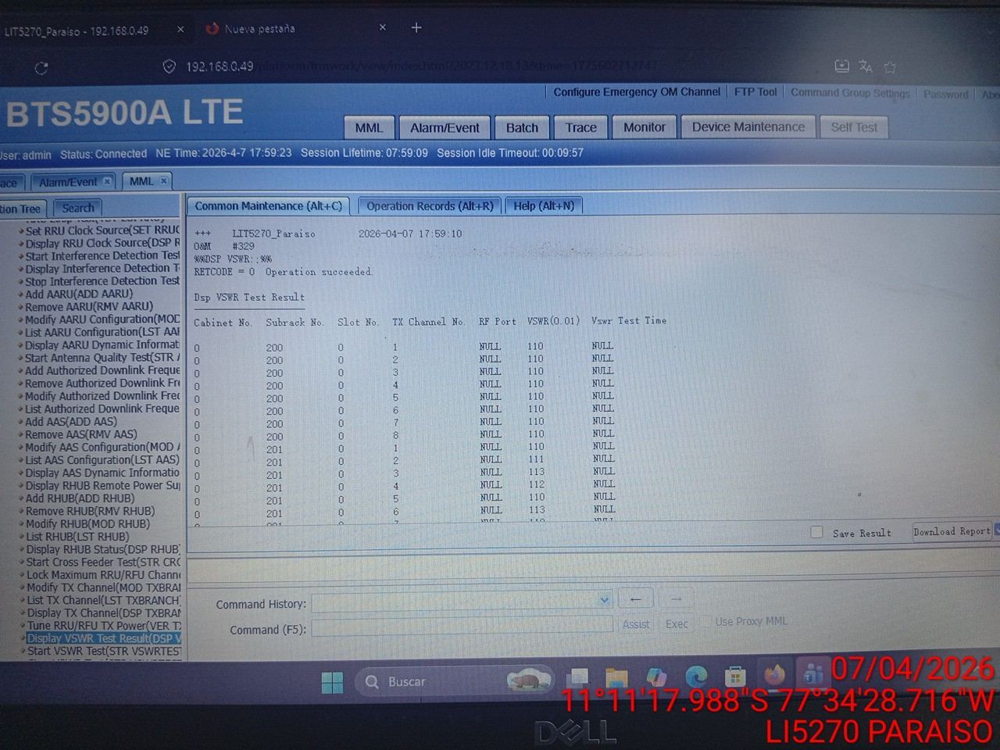 LIT5270_Paraiso - 192.168.0.49 × Nueva pestaña × +
192.168.0.49
Configure Emergency OM Channel | FTP Tool | Command Group Settings | Password | Abo
BTS5900A LTE
MML Alarm/Event Batch Trace Monitor Device Maintenance Self Test
User: admin Status: Connected NE Time: 2026-4-7 17:59:23 Session Lifetime: 07:59:09 Session Idle Timeout: 00:09:57
ace Alarm/Event × MML ×
ion Tree Search
Common Maintenance (Alt+C) Operation Records (Alt+R) Help (Alt+N)
Set RRU Clock Source(SET RRUC
Display RRU Clock Source(DSP R
Start Interference Detection Test
Display Interference Detection T
Stop Interference Detection Test
Add AARU(ADD AARU)
Remove AARU(RMV AARU)
Modify AARU Configuration(MOD
List AARU Configuration(LST AAR
Display AARU Dynamic Informat
Start Antenna Quality Test(STR A
Add Authorized Downlink Freque
Remove Authorized Downlink Fr
Modify Authorized Downlink Fre
List Authorized Downlink Freque
Add AAS(ADD AAS)
Remove AAS(RMV AAS)
Modify AAS Configuration(MOD A
List AAS Configuration(LST AAS)
Display AAS Dynamic Informatio
Display RHUB Remote Power Su
Add RHUB(ADD RHUB)
Remove RHUB(RMV RHUB)
Modify RHUB(MOD RHUB)
List RHUB(LST RHUB)
Display RHUB Status(DSP RHUB
Start Cross Feeder Test(STR CRO
Lock Maximum RRU/RFU Chann
Modify TX Channel(MOD TXBRA
List TX Channel(LST TXBRANCH
Display TX Channel(DSP TXBRAN
Tune RRU/RFU TX Power(VER TX
Display VSWR Test Result(DSP V
Start VSWR Test(STR VSWRTEST
+++ LIT5270_Paraiso 2026-04-07 17:59:10
O&M #329
%%DSP VSWR:;%%
RETCODE = 0 Operation succeeded.
Dsp VSWR Test Result
Cabinet No. Subrack No. Slot No. TX Channel No. RF Port VSWR(0.01) Vswr Test Time
0 200 0 1 NULL 110 NULL
0 200 0 2 NULL 110 NULL
0 200 0 3 NULL 110 NULL
0 200 0 4 NULL 110 NULL
0 200 0 5 NULL 110 NULL
0 200 0 6 NULL 110 NULL
0 200 0 7 NULL 110 NULL
0 200 0 8 NULL 110 NULL
0 201 0 1 NULL 110 NULL
0 201 0 2 NULL 111 NULL
0 201 0 3 NULL 113 NULL
0 201 0 4 NULL 112 NULL
0 201 0 5 NULL 110 NULL
0 201 0 6 NULL 113 NULL
Save Result Download Report
Command History: ← →
Command (F5): Assist Exec Use Proxy MML
Buscar
07/04/2026
11°11'17.988"S 77°34'28.716"W
LI5270 PARAISO
DELL